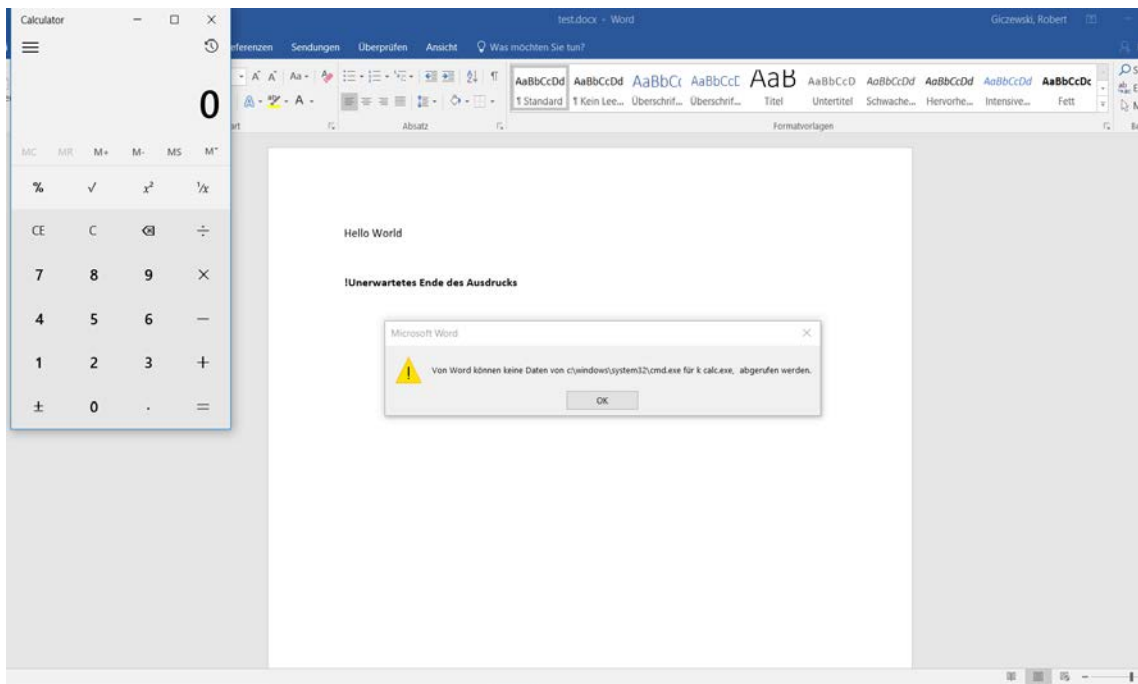 Calculator
test.docx - Word
Giczewski, Robert
Sendungen Überprüfen Ansicht Was möchten Sie tun?
0
Aa
AaBbCcDd AaBbCcDd AaBbCc AaBbCcE AaB AaBbCcD AaBbCcDd AaBbCcDd AaBbCcDd AaBbCcDc
¶ Standard ¶ Kein Lee... Überschrif... Überschrif... Titel Untertitel Schwache... Hervorhe... Intensive... Fett
Absatz Formatvorlagen
MC MR M+ M- MS M˅
% √ x² ¹/x
CE C ÷
Hello World
7 8 9 ×
!Unerwartetes Ende des Ausdrucks
4 5 6 −
Microsoft Word
1 2 3 +
Von Word können keine Daten von c:\windows\system32\cmd.exe für k calc.exe, abgerufen werden.
OK
± 0 . =